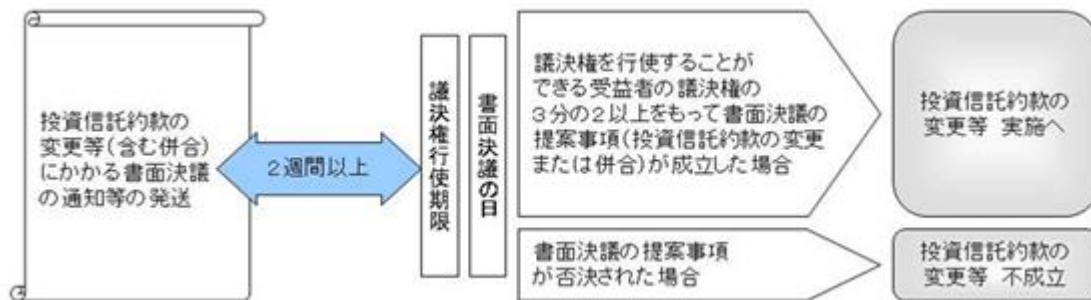 投資信託約款の
変更等(含む併合)
にかかる書面決議
の通知等の発送
2週間以上
議決権行使期限
書面決議の日
議決権を行使することが
できる受益者の議決権の
3分の2以上をもって書面決議の
提案事項(投資信託約款の変更
または併合)が成立した場合
投資信託約款の
変更等 実施へ
書面決議の提案事項
が否決された場合
投資信託約款の
変更等 不成立